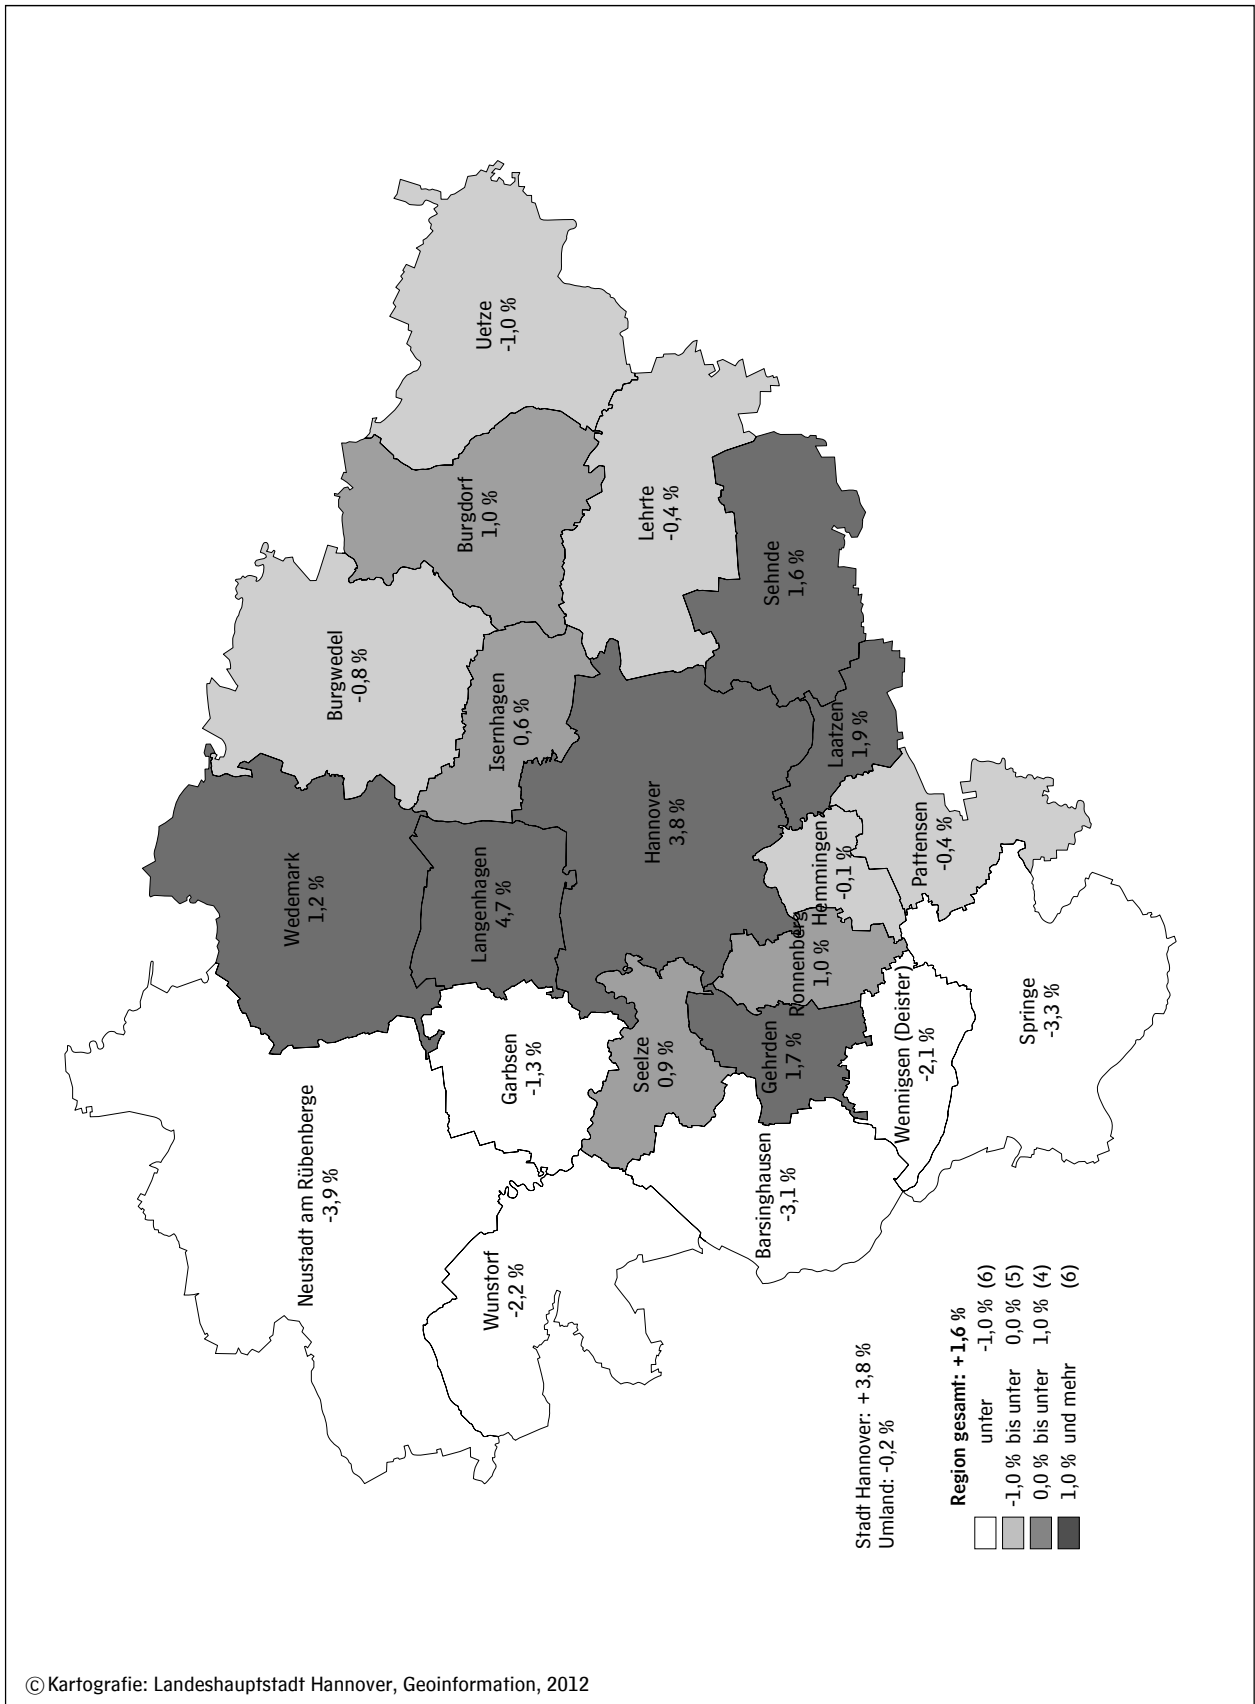 Neustadt am Rübenberge
-3,9 %
Wedemark
1,2 %
Burgwedel
-0,8 %
Wunstorf
-2,2 %
Garbsen
-1,3 %
Langenhagen
4,7 %
Isernhagen
0,6 %
Burgdorf
1,0 %
Uetze
-1,0 %
Seelze
0,9 %
Hannover
3,8 %
Lehrte
-0,4 %
Barsinghausen
-3,1 %
Gehrden
1,7 %
Ronnenberg
1,0 %
Hemmingen
-0,1 %
Laatzen
1,9 %
Sehnde
1,6 %
Wennigsen (Deister)
-2,1 %
Pattensen
-0,4 %
Springe
-3,3 %
Stadt Hannover: +3,8 %
Umland: -0,2 %
Region gesamt: +1,6 %
unter -1,0 % (6)
-1,0 % bis unter 0,0 % (5)
0,0 % bis unter 1,0 % (4)
1,0 % und mehr (6)
© Kartografie: Landeshauptstadt Hannover, Geoinformation, 2012